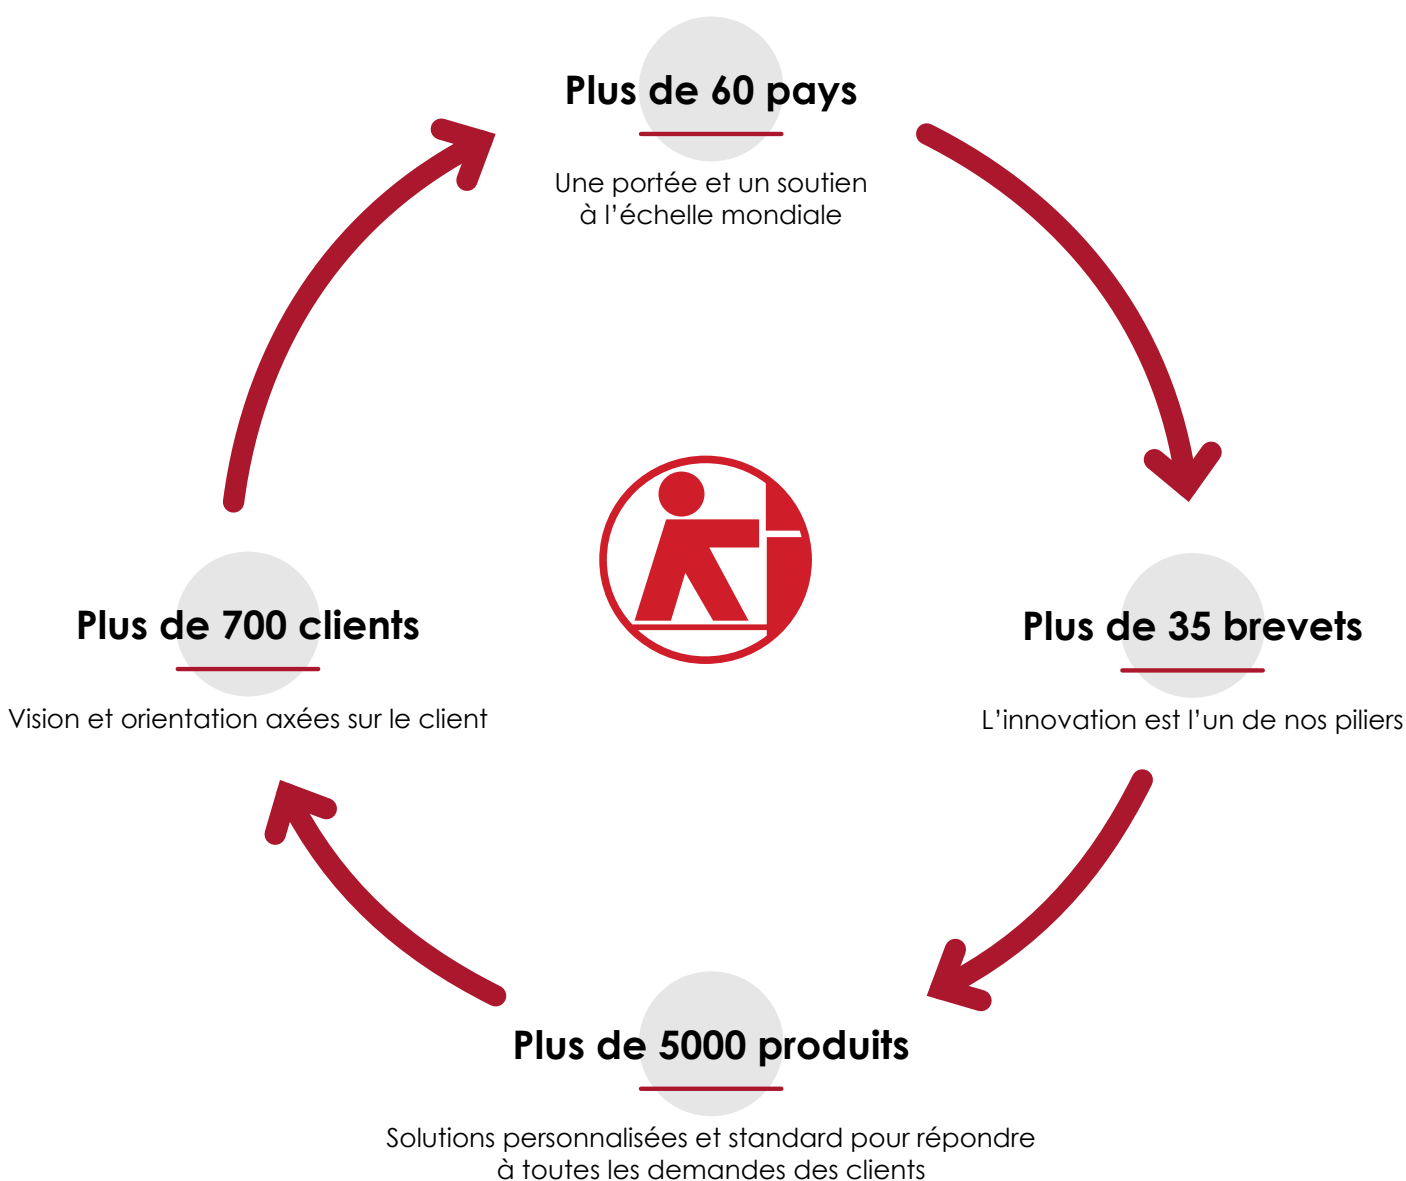 Plus de 60 pays
Une portée et un soutien
à l’échelle mondiale
Plus de 700 clients
Vision et orientation axées sur le client
Plus de 35 brevets
L’innovation est l’un de nos piliers
Plus de 5000 produits
Solutions personnalisées et standard pour répondre
à toutes les demandes des clients